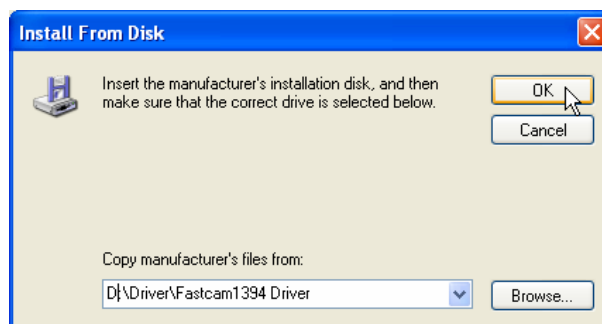 Install From Disk
Insert the manufacturer's installation disk, and then
make sure that the correct drive is selected below.
OK
Cancel
Copy manufacturer's files from:
D:\Driver\Fastcam1394 Driver
Browse...